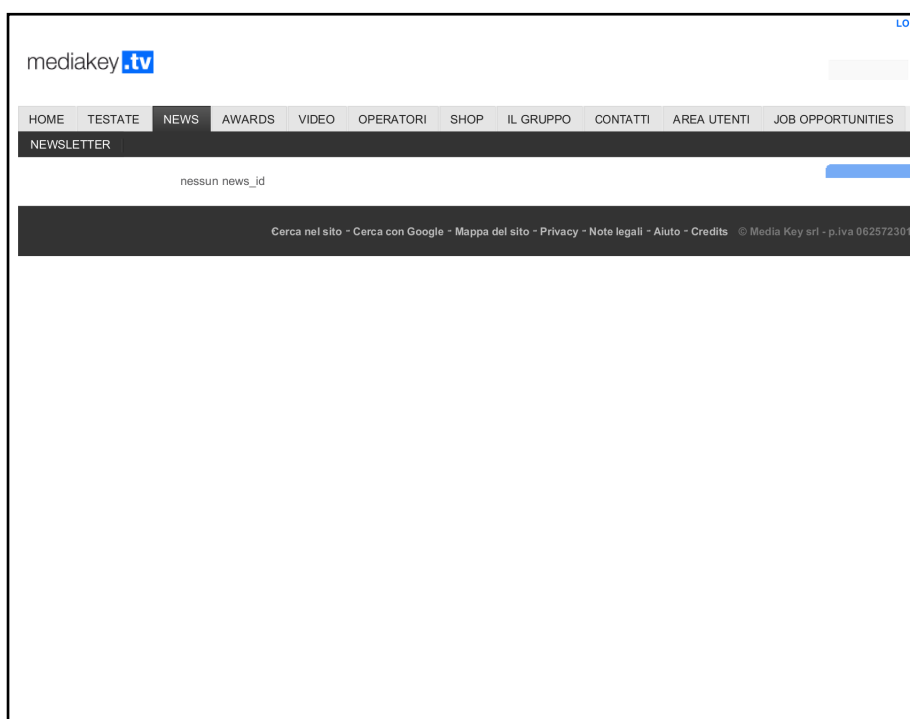 LO
mediakey.tv
HOME TESTATE NEWS AWARDS VIDEO OPERATORI SHOP IL GRUPPO CONTATTI AREA UTENTI JOB OPPORTUNITIES
NEWSLETTER
nessun news_id
Cerca nel sito - Cerca con Google - Mappa del sito - Privacy - Note legali - Aiuto - Credits © Media Key srl - p.iva 062572301